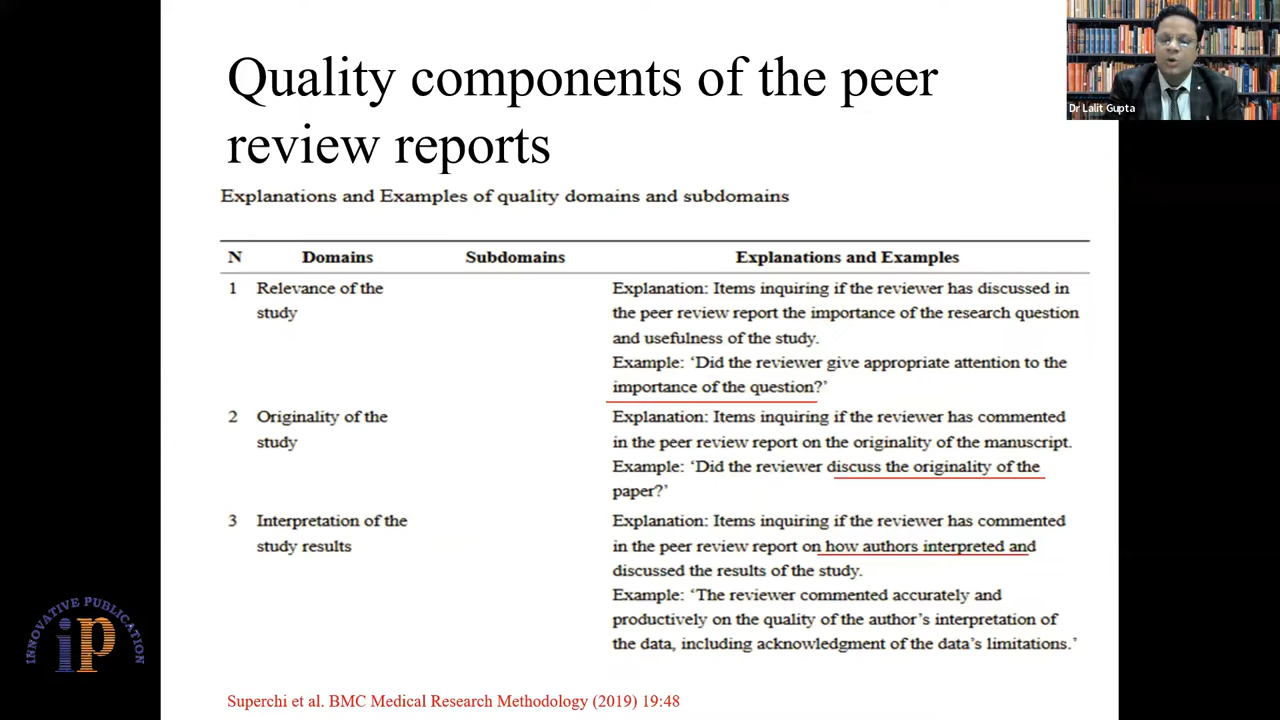 Quality components of the peer
review reports
Explanations and Examples of quality domains and subdomains
N Domains Subdomains Explanations and Examples
1 Relevance of the
study
Explanation: Items inquiring if the reviewer has discussed in
the peer review report the importance of the research question
and usefulness of the study.
Example: ‘Did the reviewer give appropriate attention to the
importance of the question?’
2 Originality of the
study
Explanation: Items inquiring if the reviewer has commented
in the peer review report on the originality of the manuscript.
Example: ‘Did the reviewer discuss the originality of the
paper?’
3 Interpretation of the
study results
Explanation: Items inquiring if the reviewer has commented
in the peer review report on how authors interpreted and
discussed the results of the study.
Example: ‘The reviewer commented accurately and
productively on the quality of the author’s interpretation of
the data, including acknowledgment of the data’s limitations.’
Superchi et al. BMC Medical Research Methodology (2019) 19:48
Dr Lalit Gupta
INNOVATIVE PUBLICATION
iP